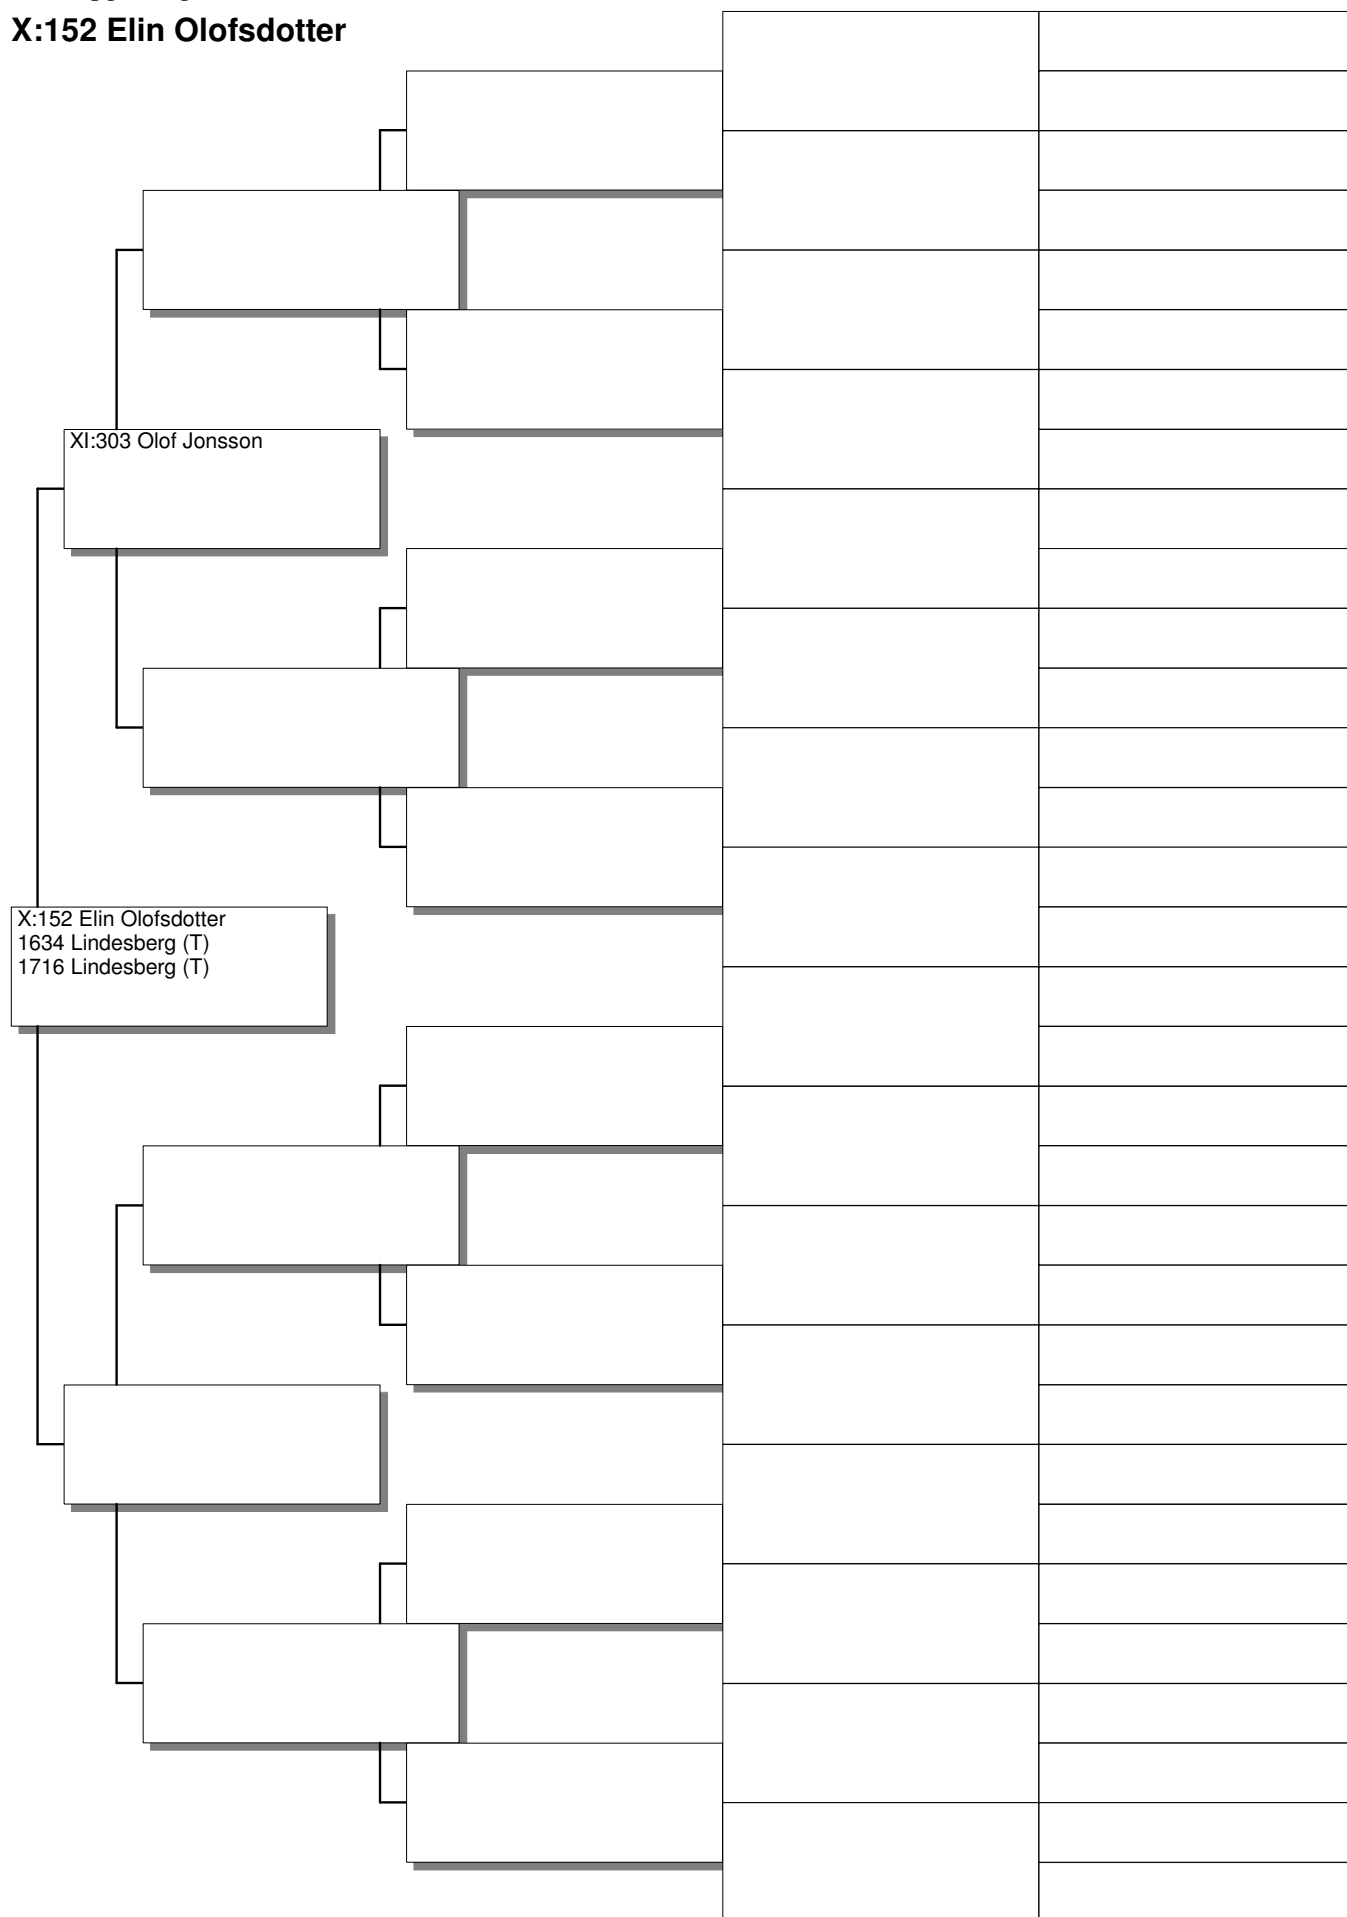 X:152 Elin Olofsdotter
XI:303 Olof Jonsson
X:152 Elin Olofsdotter
1634 Lindesberg (T)
1716 Lindesberg (T)